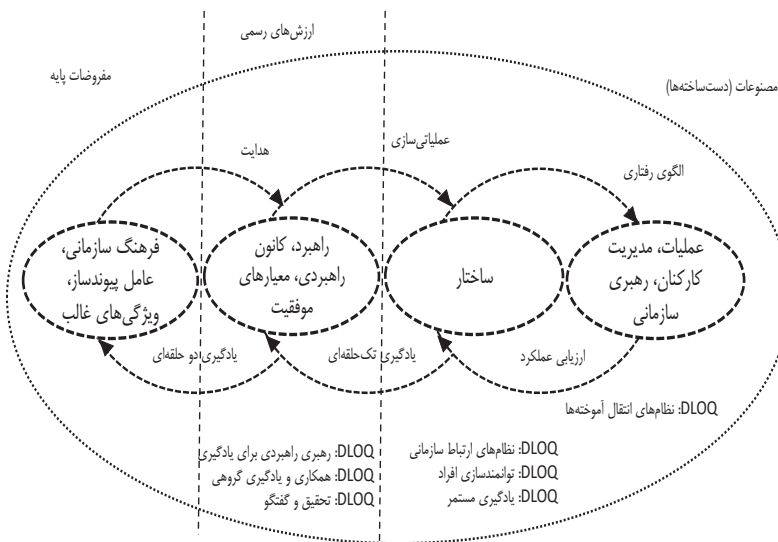 ارزش‌های رسمی
مفروضات پایه
مصنوعات (دست‌ساخته‌ها)
هدایت
عملیاتی‌سازی
الگوی رفتاری
فرهنگ سازمانی،
عامل پیوندساز،
ویژگی‌های غالب
راهبرد، کانون
راهبردی، معیارهای
موفقیت
ساختار
عملیات، مدیریت
کارکنان، رهبری
سازمانی
یادگیری دو حلقه‌ای
یادگیری تک‌حلقه‌ای
ارزیابی عملکرد
DLOQ: نظام‌های انتقال آموخته‌ها
DLOQ: رهبری راهبردی برای یادگیری
DLOQ: همکاری و یادگیری گروهی
DLOQ: تحقیق و گفتگو
DLOQ: نظام‌های ارتباط سازمانی
DLOQ: توانمندسازی افراد
DLOQ: یادگیری مستمر